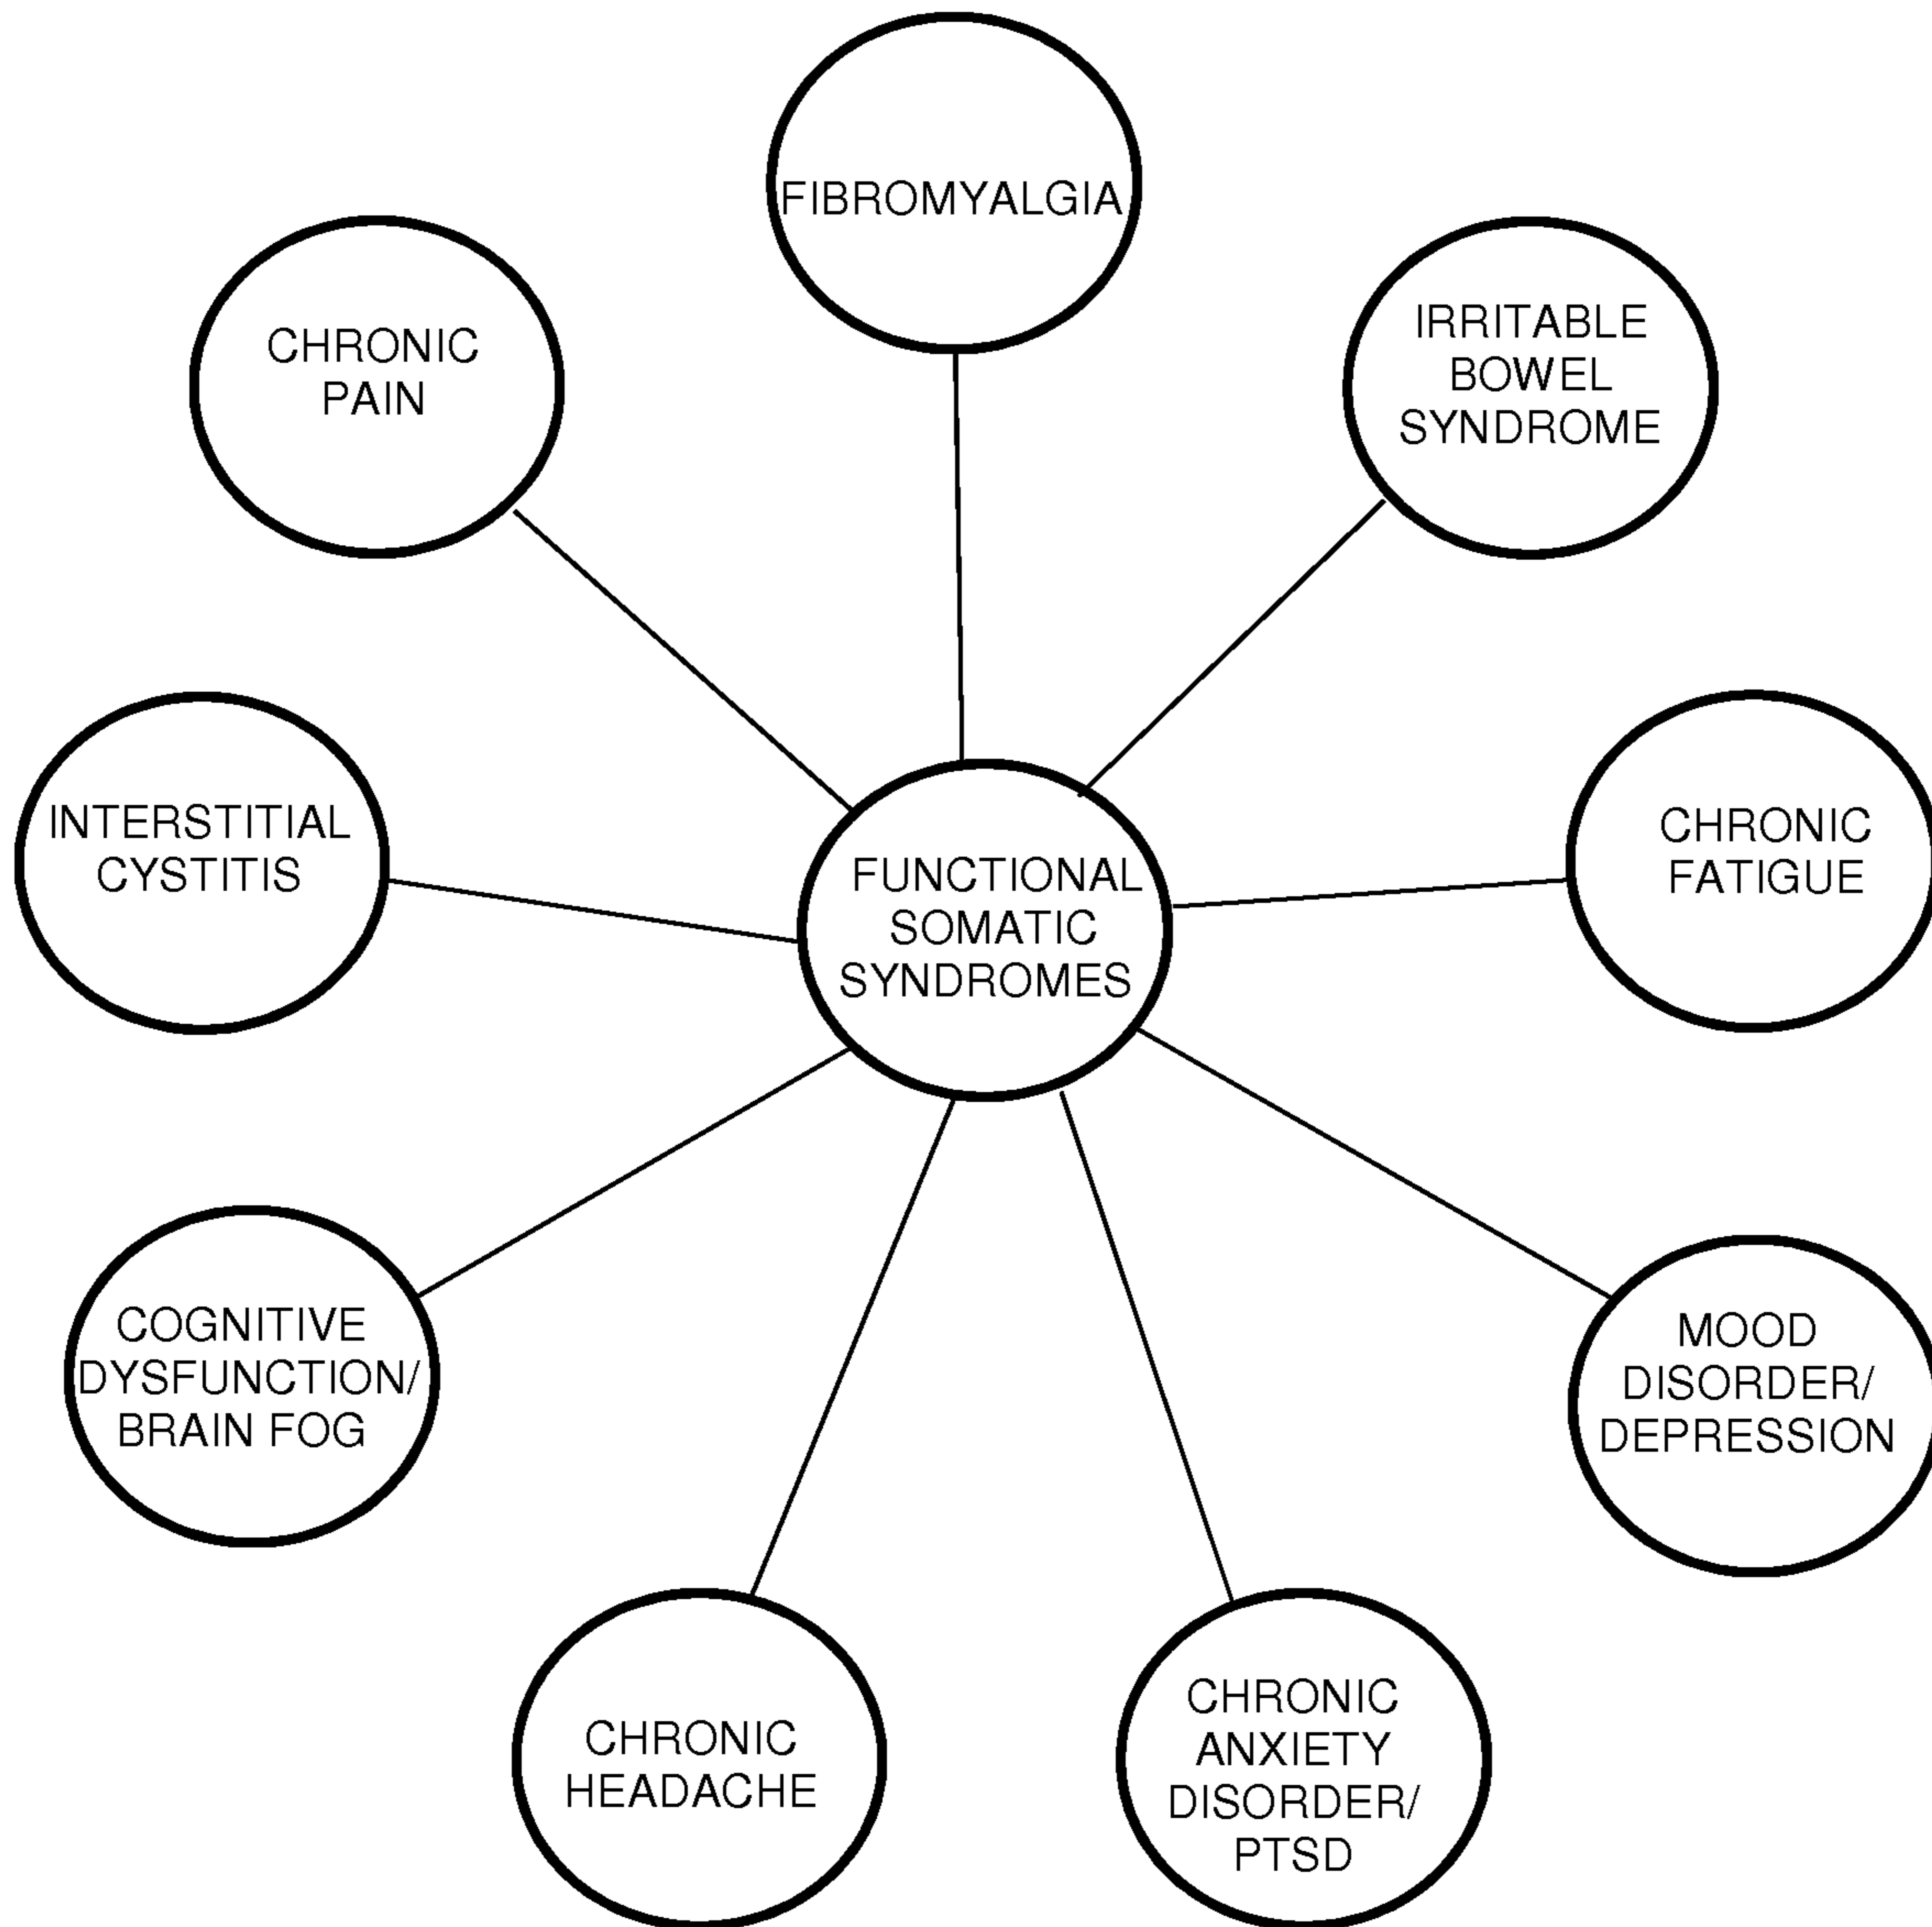 FIBROMYALGIA
CHRONIC
PAIN
IRRITABLE
BOWEL
SYNDROME
INTERSTITIAL
CYSTITIS
FUNCTIONAL
SOMATIC
SYNDROMES
CHRONIC
FATIGUE
COGNITIVE
DYSFUNCTION/
BRAIN FOG
MOOD
DISORDER/
DEPRESSION
CHRONIC
HEADACHE
CHRONIC
ANXIETY
DISORDER/
PTSD